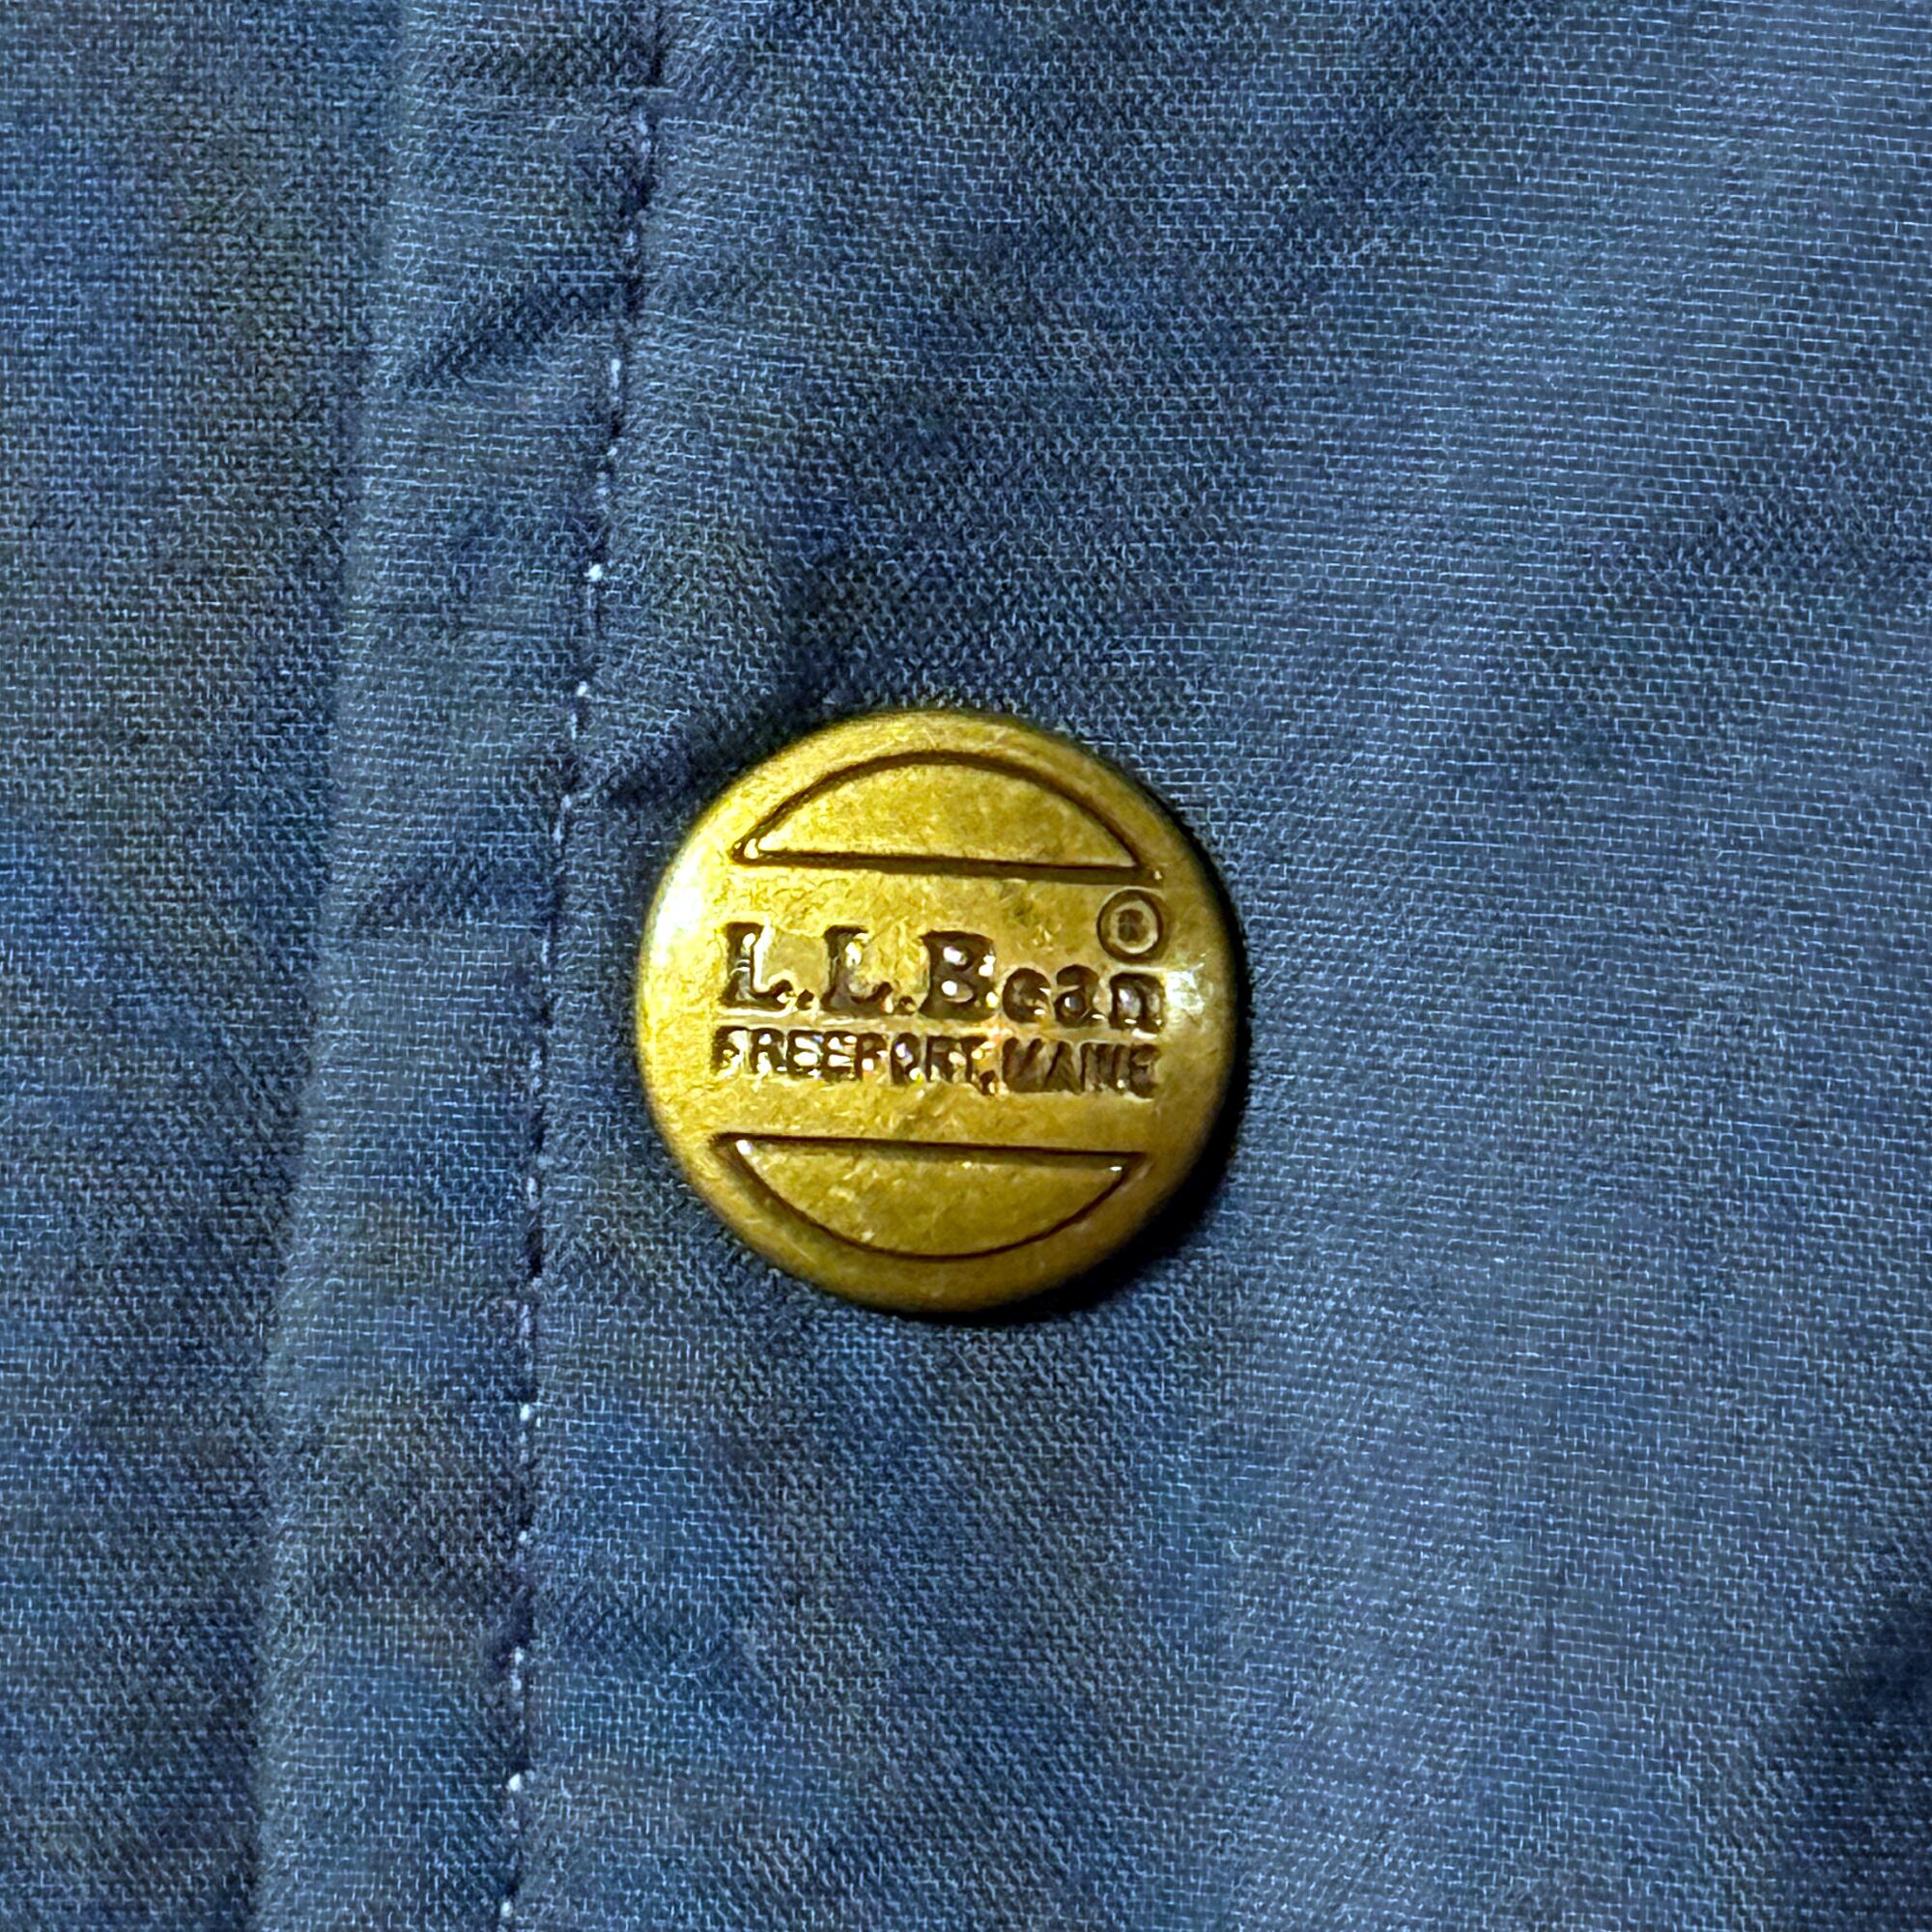 ®
L.L.Bean
FREEPORT, MAINE